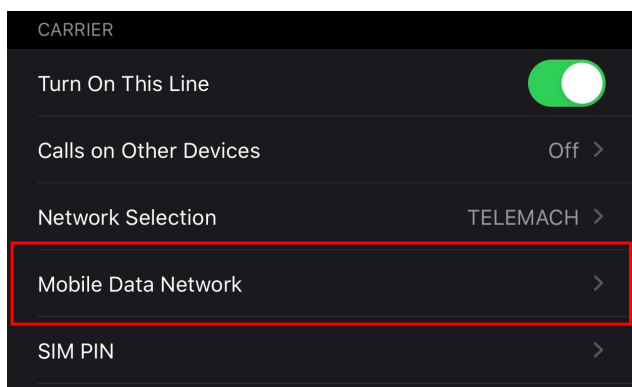 CARRIER
Turn On This Line
Calls on Other Devices Off
Network Selection TELEMACH
Mobile Data Network
SIM PIN